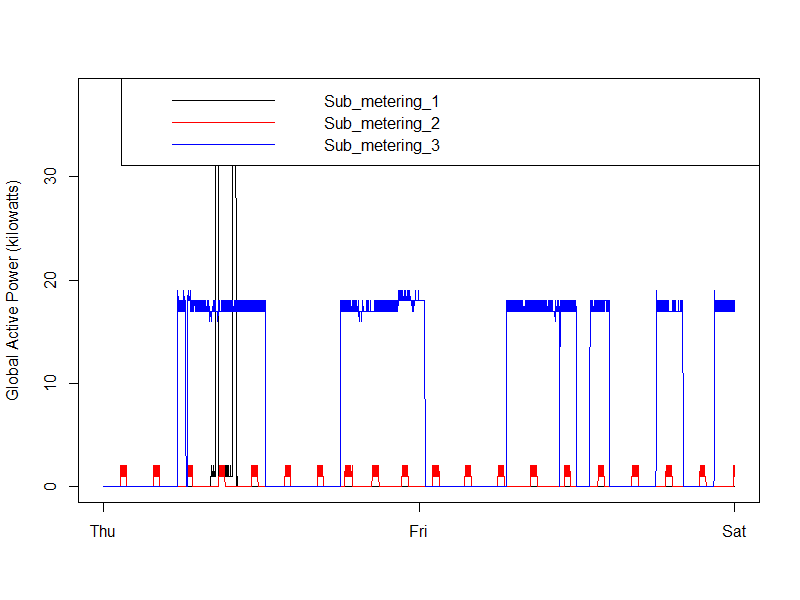 Sub_metering_1
Sub_metering_2
Sub_metering_3
Global Active Power (kilowatts)
30
20
10
0
Thu Fri Sat